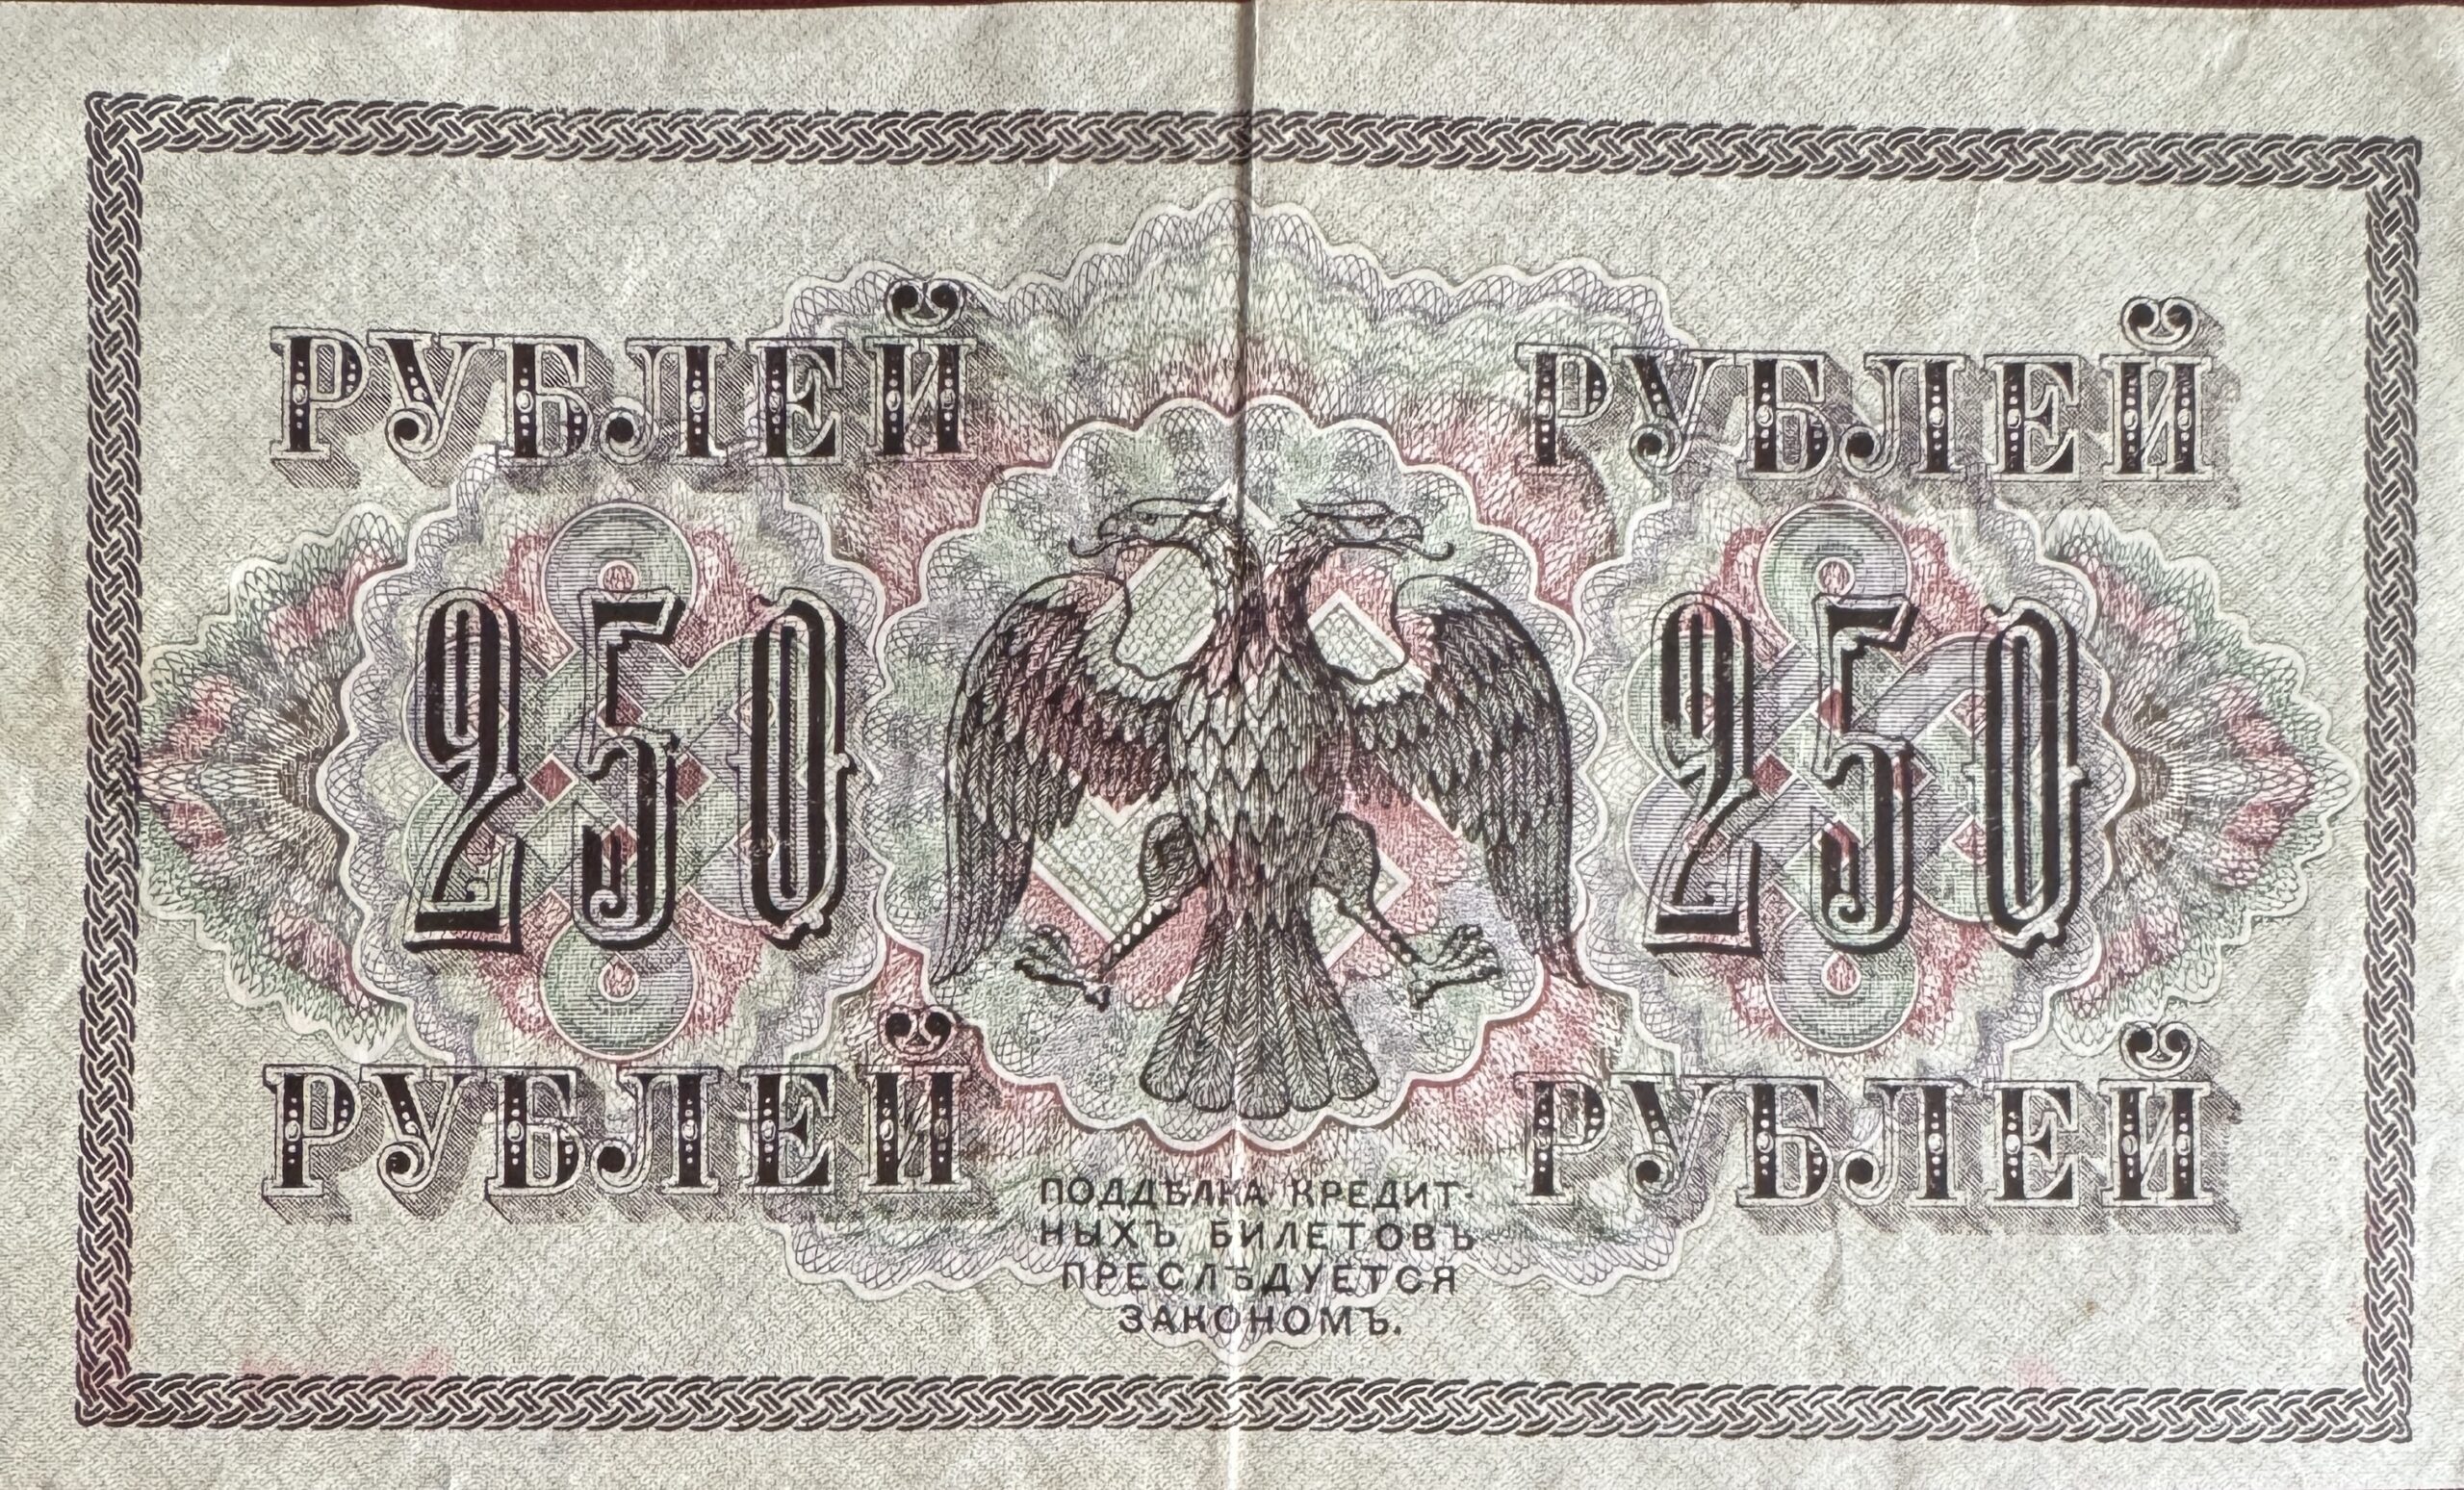 РУБЛЕЙ РУБЛЕЙ
250 250
РУБЛЕЙ РУБЛЕЙ
ПОДДѢЛКА КРЕДИТ-
НЫХЪ БИЛЕТОВЪ
ПРЕСЛѢДУЕТСЯ
ЗАКОНОМЪ.